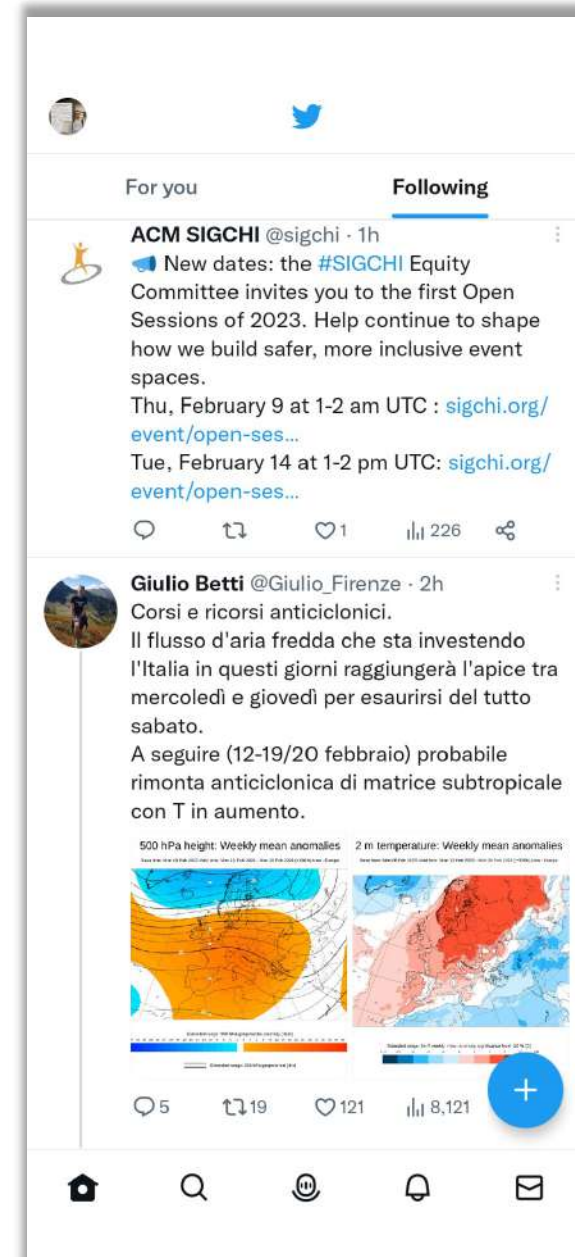 For you
Following
ACM SIGCHI @sigchi · 1h
📢 New dates: the #SIGCHI Equity
Committee invites you to the first Open
Sessions of 2023. Help continue to shape
how we build safer, more inclusive event
spaces.
Thu, February 9 at 1-2 am UTC : sigchi.org/
event/open-ses...
Tue, February 14 at 1-2 pm UTC: sigchi.org/
event/open-ses...
1
226
Giulio Betti @Giulio_Firenze · 2h
Corsi e ricorsi anticiclonici.
Il flusso d'aria fredda che sta investendo
l'Italia in questi giorni raggiungerà l'apice tra
mercoledì e giovedì per esaurirsi del tutto
sabato.
A seguire (12-19/20 febbraio) probabile
rimonta anticiclonica di matrice subtropicale
con T in aumento.
500 hPa height: Weekly mean anomalies
2 m temperature: Weekly mean anomalies
5
19
121
8,121